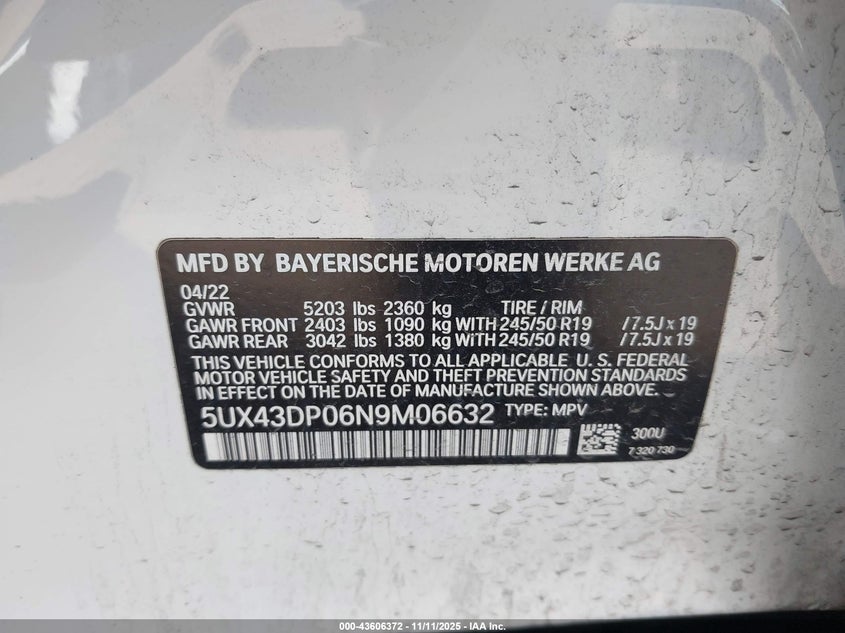 MFD BY BAYERISCHE MOTOREN WERKE AG
04/22
GVWR 5203 lbs 2360 kg TIRE / RIM
GAWR FRONT 2403 lbs 1090 kg WITH 245/50 R19 / 7.5J x 19
GAWR REAR 3042 lbs 1380 kg WITH 245/50 R19 / 7.5J x 19
THIS VEHICLE CONFORMS TO ALL APPLICABLE U. S. FEDERAL
MOTOR VEHICLE SAFETY AND THEFT PREVENTION STANDARDS
IN EFFECT ON THE DATE OF MANUFACTURE SHOWN ABOVE.
5UX43DP06N9M06632 TYPE: MPV
300U
7 320 730
000-43606372 - 11/11/2025 - IAA Inc.